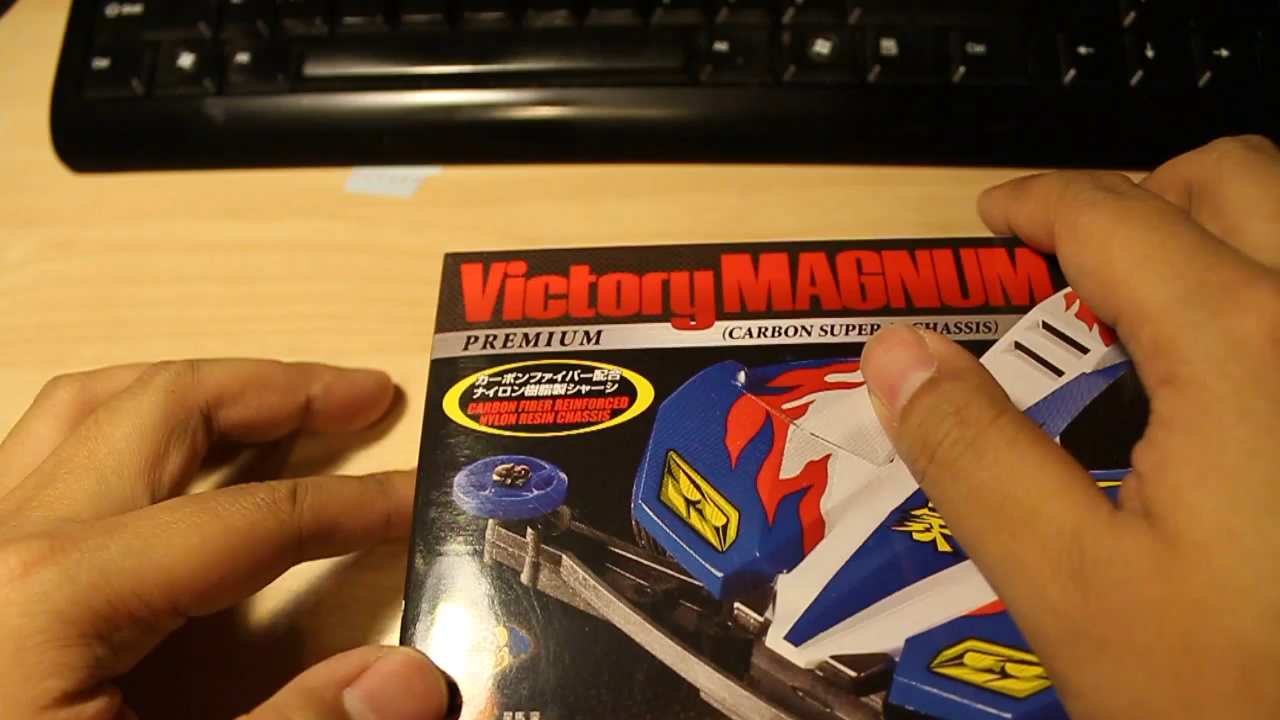 Victory MAGNUM
PREMIUM
(CARBON SUPER CHASSIS)
カーボンファイバー配合
ナイロン樹脂製シャーシ
CARBON FIBER REINFORCED
NYLON RESIN CHASSIS
11